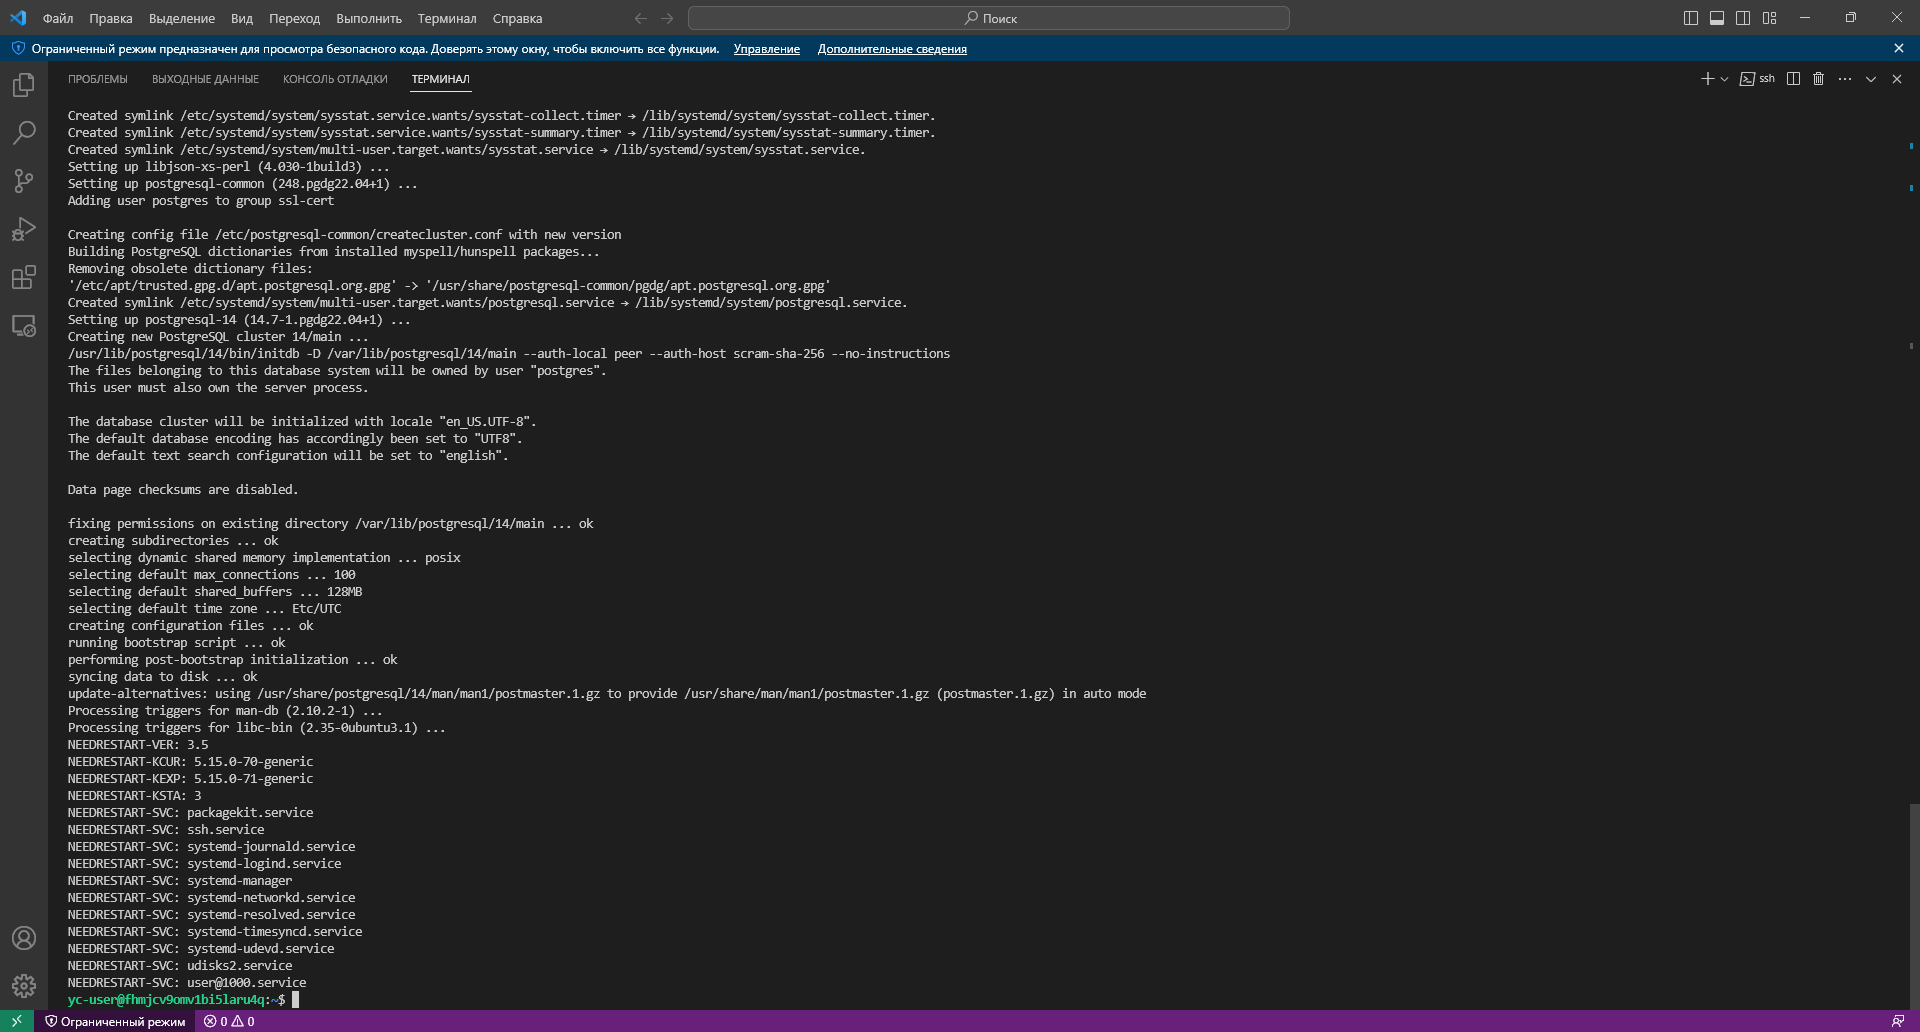 Файл Правка Выделение Вид Переход Выполнить Терминал Справка Поиск
Ограниченный режим предназначен для просмотра безопасного кода. Доверять этому окну, чтобы включить все функции. Управление Дополнительные сведения
ПРОБЛЕМЫ ВЫХОДНЫЕ ДАННЫЕ КОНСОЛЬ ОТЛАДКИ ТЕРМИНАЛ ssh
Created symlink /etc/systemd/system/sysstat.service.wants/sysstat-collect.timer → /lib/systemd/system/sysstat-collect.timer.
Created symlink /etc/systemd/system/sysstat.service.wants/sysstat-summary.timer → /lib/systemd/system/sysstat-summary.timer.
Created symlink /etc/systemd/system/multi-user.target.wants/sysstat.service → /lib/systemd/system/sysstat.service.
Setting up libjson-xs-perl (4.030-1build3) ...
Setting up postgresql-common (248.pgdg22.04+1) ...
Adding user postgres to group ssl-cert
Creating config file /etc/postgresql-common/createcluster.conf with new version
Building PostgreSQL dictionaries from installed myspell/hunspell packages...
Removing obsolete dictionary files:
'/etc/apt/trusted.gpg.d/apt.postgresql.org.gpg' -> '/usr/share/postgresql-common/pgdg/apt.postgresql.org.gpg'
Created symlink /etc/systemd/system/multi-user.target.wants/postgresql.service → /lib/systemd/system/postgresql.service.
Setting up postgresql-14 (14.7-1.pgdg22.04+1) ...
Creating new PostgreSQL cluster 14/main ...
/usr/lib/postgresql/14/bin/initdb -D /var/lib/postgresql/14/main --auth-local peer --auth-host scram-sha-256 --no-instructions
The files belonging to this database system will be owned by user "postgres".
This user must also own the server process.
The database cluster will be initialized with locale "en_US.UTF-8".
The default database encoding has accordingly been set to "UTF8".
The default text search configuration will be set to "english".
Data page checksums are disabled.
fixing permissions on existing directory /var/lib/postgresql/14/main ... ok
creating subdirectories ... ok
selecting dynamic shared memory implementation ... posix
selecting default max_connections ... 100
selecting default shared_buffers ... 128MB
selecting default time zone ... Etc/UTC
creating configuration files ... ok
running bootstrap script ... ok
performing post-bootstrap initialization ... ok
syncing data to disk ... ok
update-alternatives: using /usr/share/postgresql/14/man/man1/postmaster.1.gz to provide /usr/share/man/man1/postmaster.1.gz (postmaster.1.gz) in auto mode
Processing triggers for man-db (2.10.2-1) ...
Processing triggers for libc-bin (2.35-0ubuntu3.1) ...
NEEDRESTART-VER: 3.5
NEEDRESTART-KCUR: 5.15.0-70-generic
NEEDRESTART-KEXP: 5.15.0-71-generic
NEEDRESTART-KSTA: 3
NEEDRESTART-SVC: packagekit.service
NEEDRESTART-SVC: ssh.service
NEEDRESTART-SVC: systemd-journald.service
NEEDRESTART-SVC: systemd-logind.service
NEEDRESTART-SVC: systemd-manager
NEEDRESTART-SVC: systemd-networkd.service
NEEDRESTART-SVC: systemd-resolved.service
NEEDRESTART-SVC: systemd-timesyncd.service
NEEDRESTART-SVC: systemd-udevd.service
NEEDRESTART-SVC: udisks2.service
NEEDRESTART-SVC: user@1000.service
yc-user@fhmjcv9omv1bi5laru4q:~$
Ограниченный режим 0 0